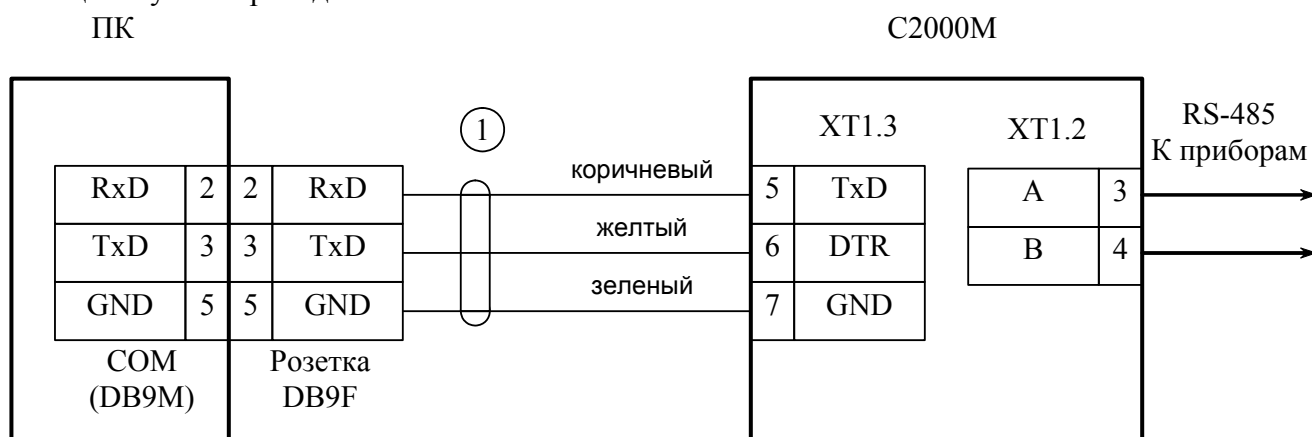 ПК
С2000М
1
RxD 2 2 RxD
TxD 3 3 TxD
GND 5 5 GND
COM
(DB9M)
Розетка
DB9F
коричневый
желтый
зеленый
XT1.3
5 TxD
6 DTR
7 GND
XT1.2
A 3
B 4
RS-485
К приборам